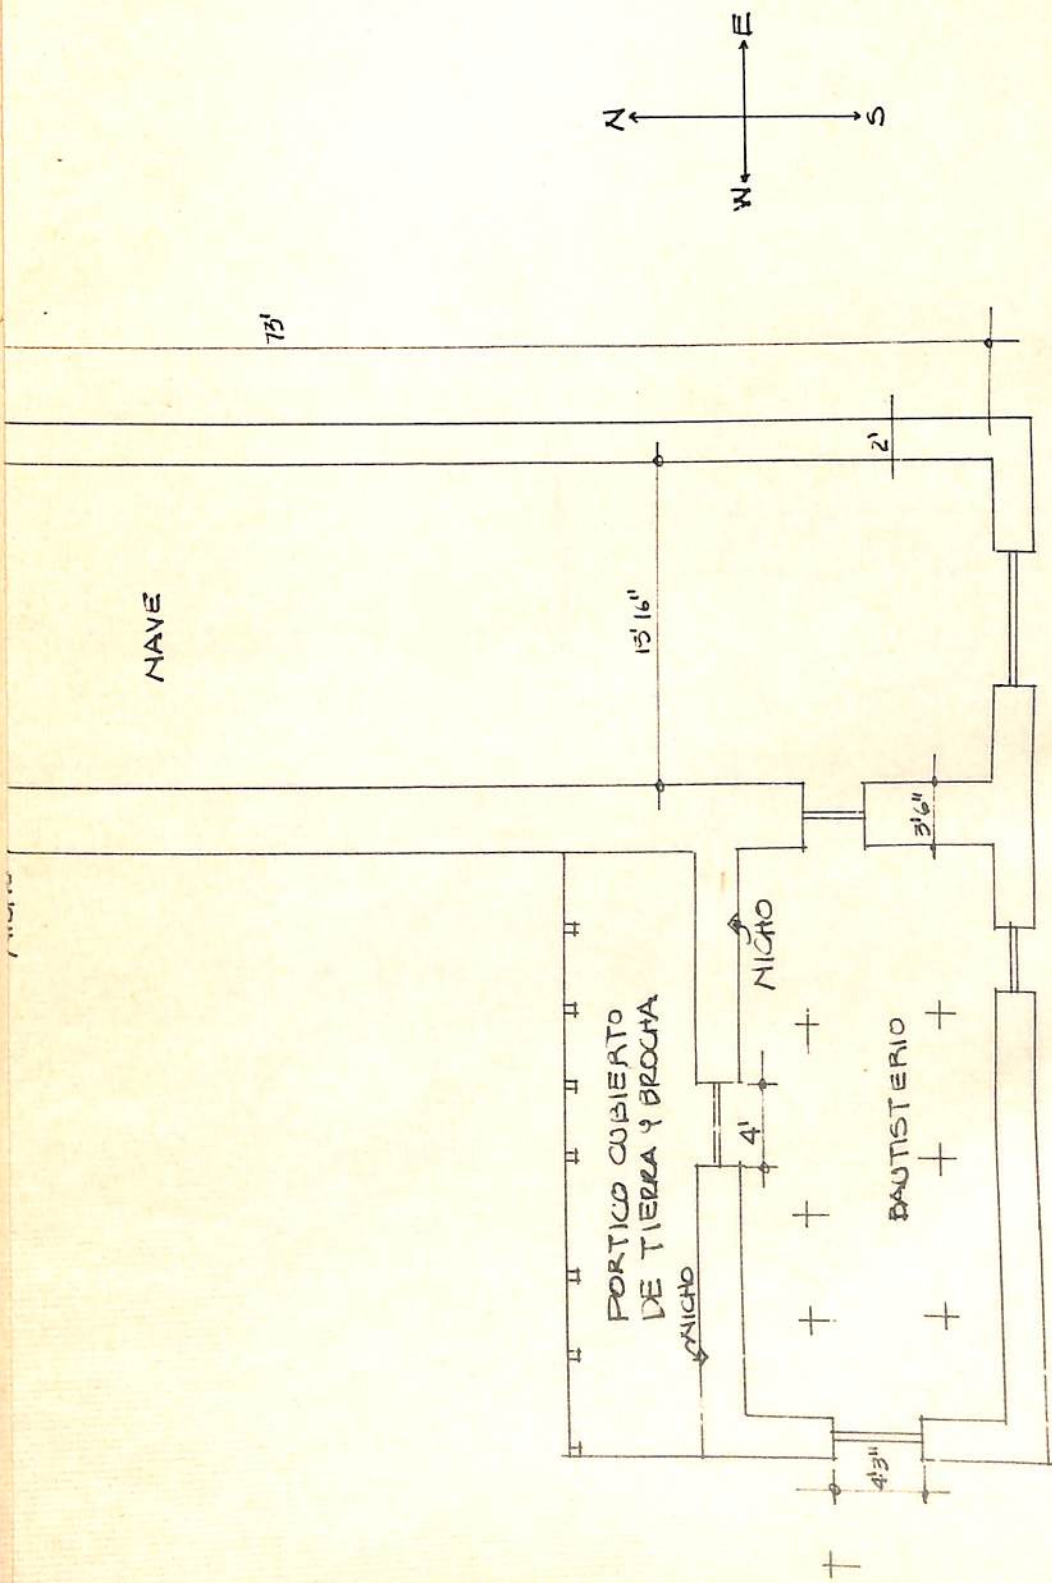 N
W
E
S
73'
NAVE
13'16"
2'
3'6"
PORTICO CUBIERTO
DE TIERRA Y BROCHA
NICHO
NICHO
4'
BAUTISTERIO
4'3"